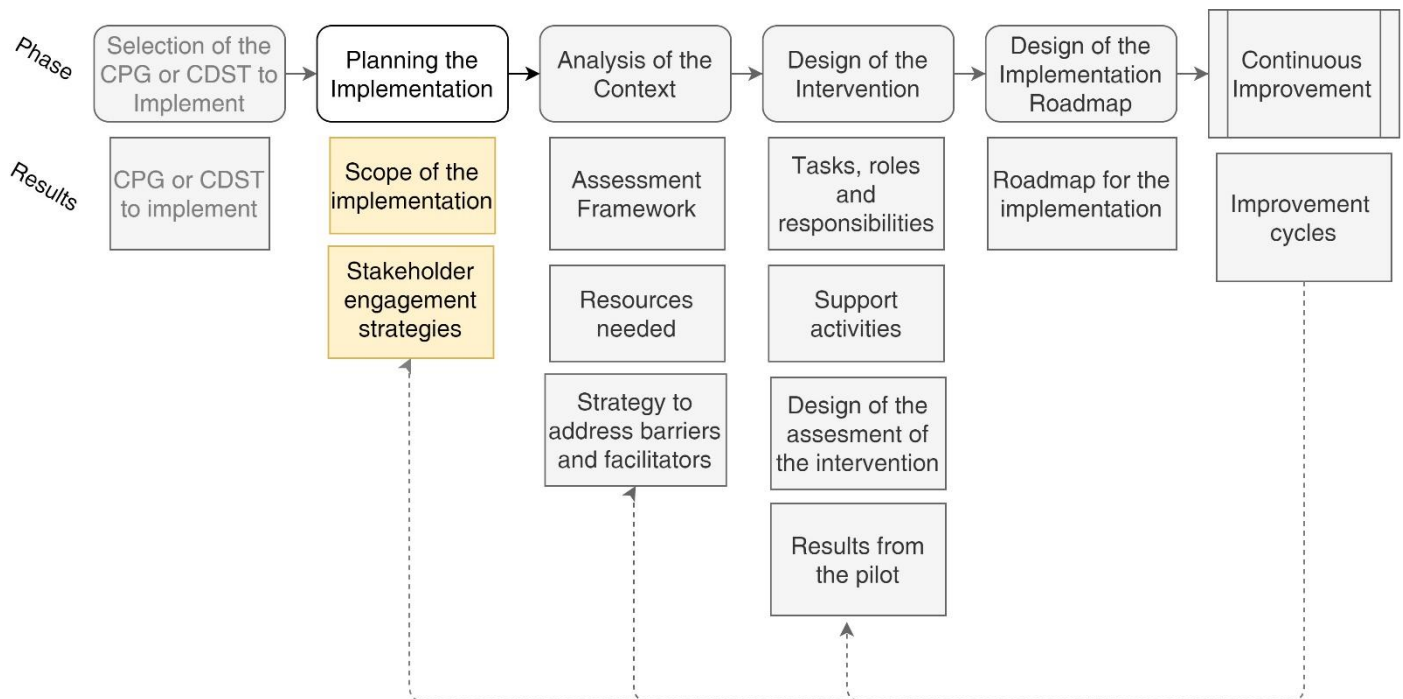 Phase
Selection of the
CPG or CDST to
Implement
Planning the
Implementation
Analysis of the
Context
Design of the
Intervention
Design of the
Implementation
Roadmap
Continuous
Improvement
Results
CPG or CDST
to implement
Scope of the
implementation
Stakeholder
engagement
strategies
Assessment
Framework
Resources
needed
Strategy to
address barriers
and facilitators
Tasks, roles
and
responsibilities
Support
activities
Design of the
assesment of
the intervention
Results from
the pilot
Roadmap for the
implementation
Improvement
cycles